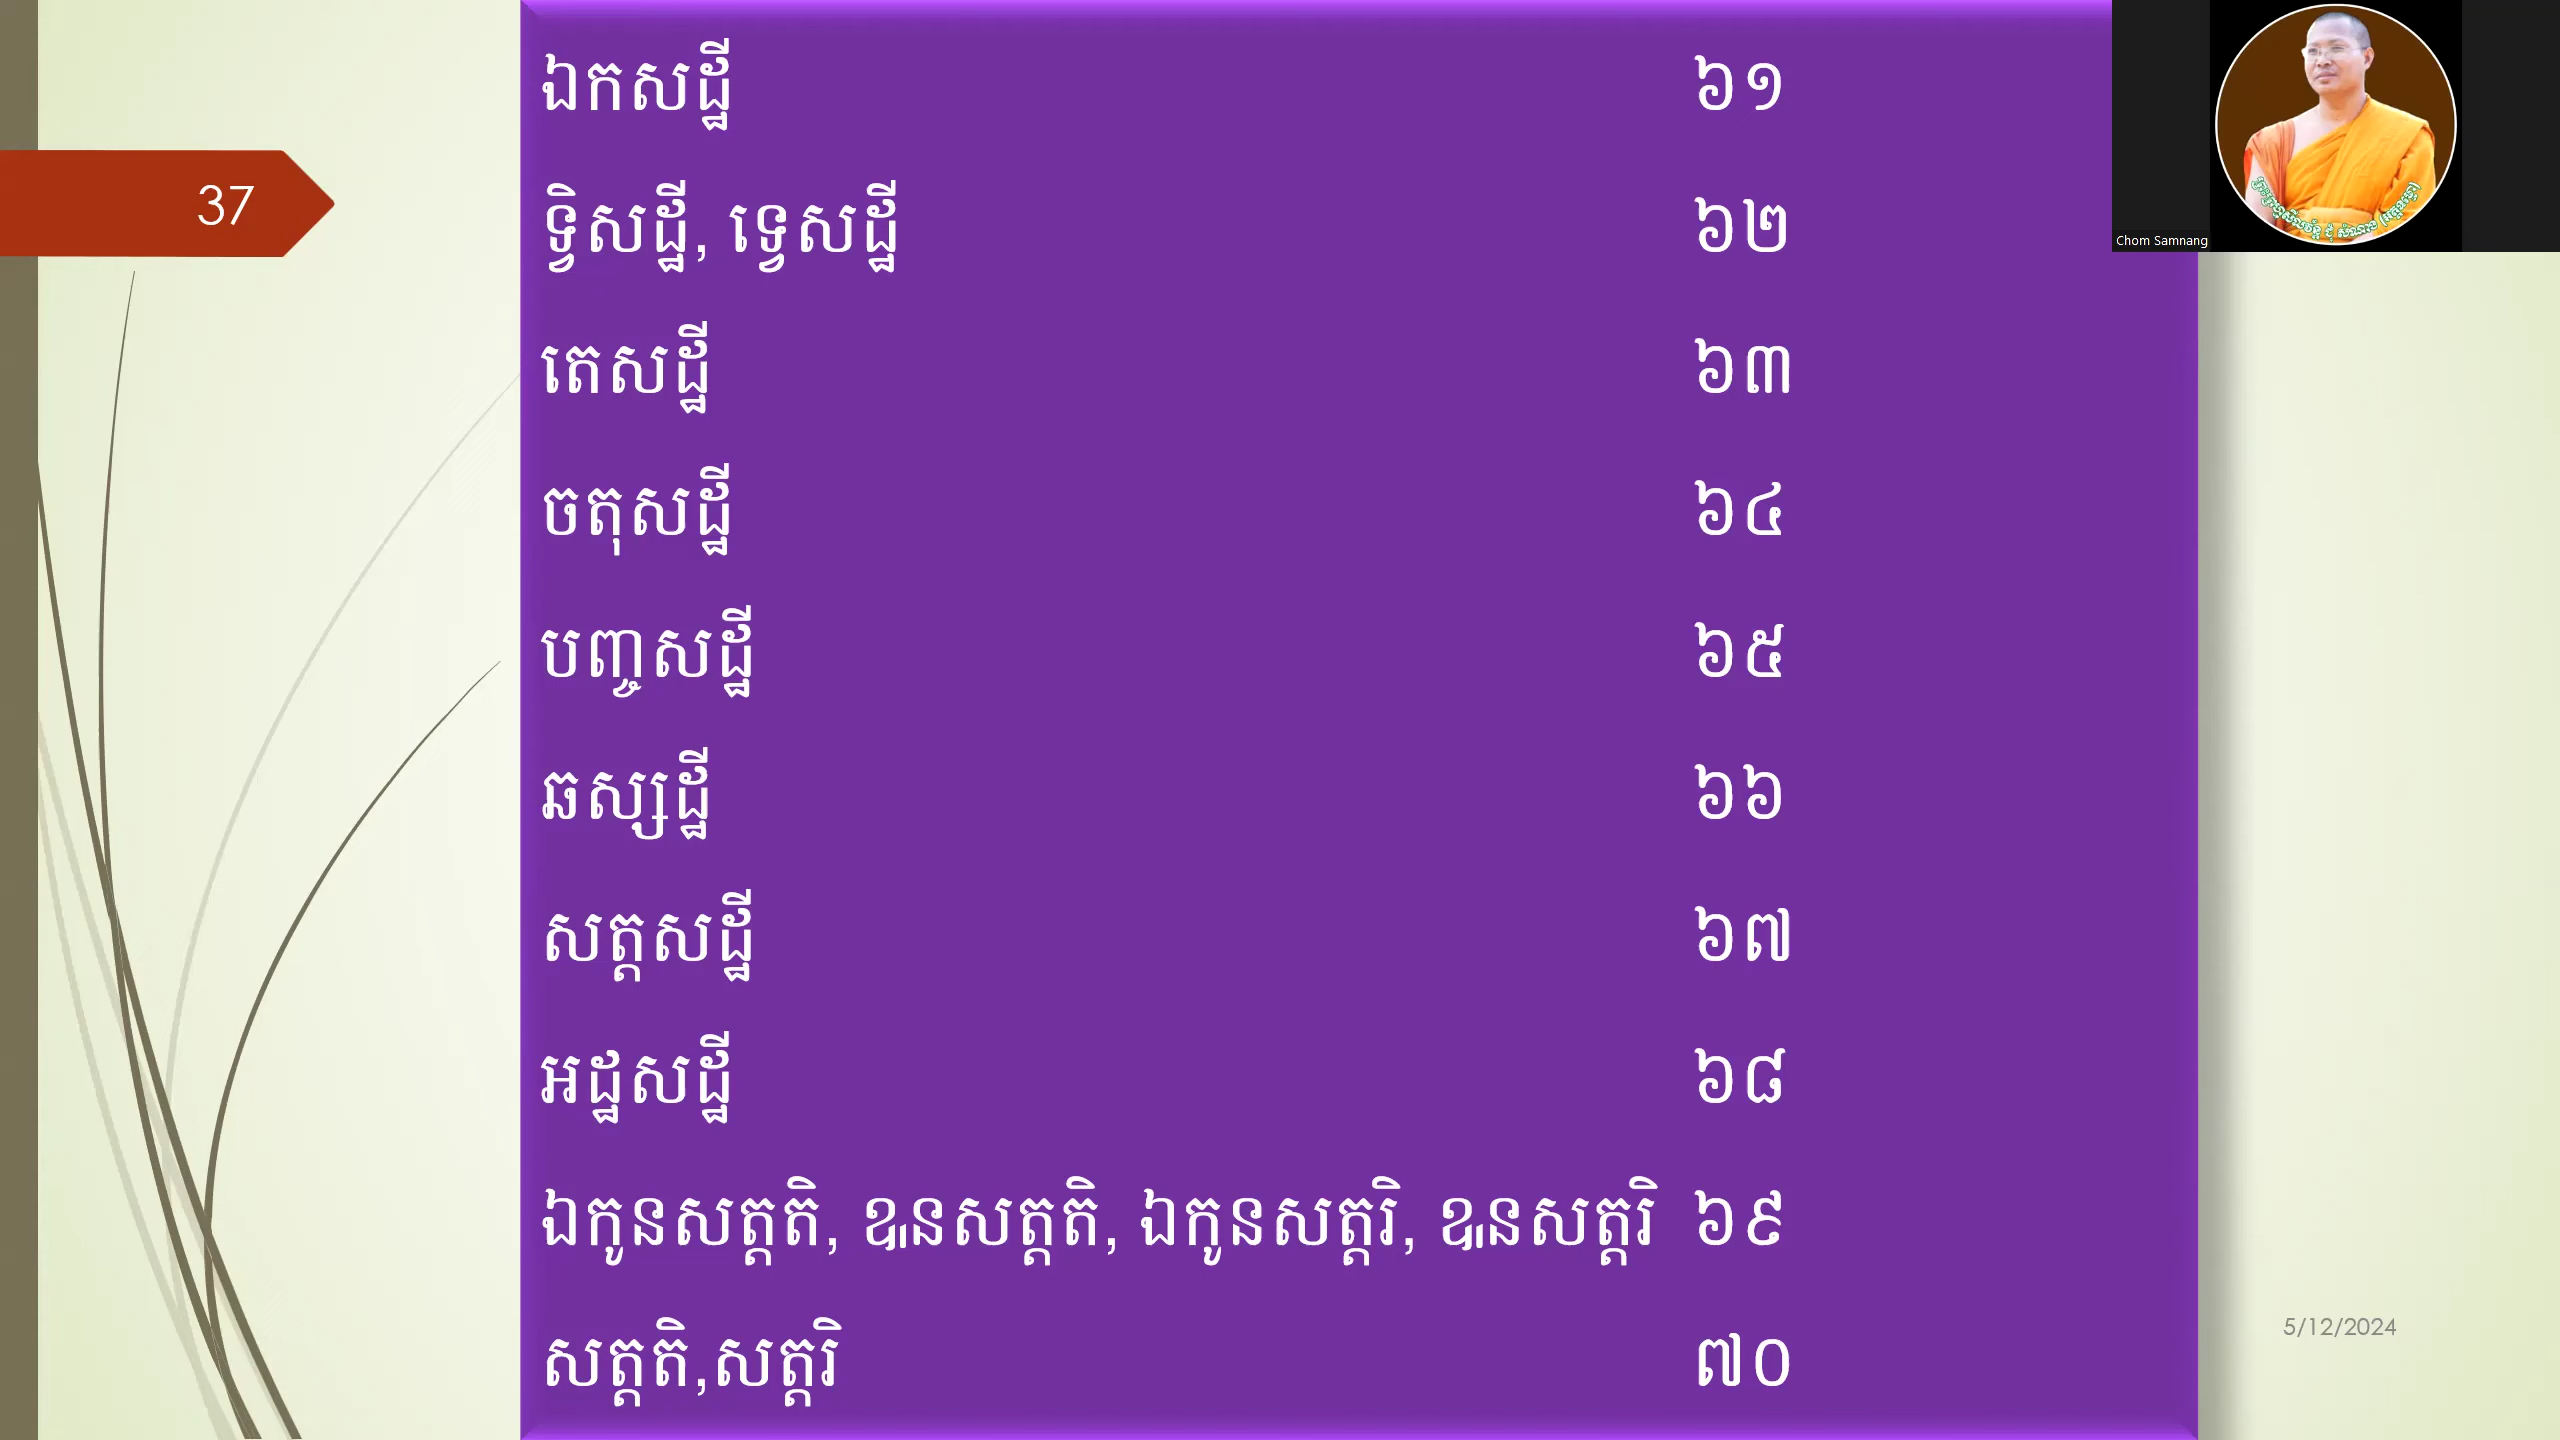 ឯកសដ្ឋី ៦១
ទ្វិសដ្ឋី, ទ្វេសដ្ឋី ៦២
តេសដ្ឋី ៦៣
ចតុសដ្ឋី ៦៤
បញ្ចសដ្ឋី ៦៥
ឆស្សដ្ឋី ៦៦
សត្តសដ្ឋី ៦៧
អដ្ឋសដ្ឋី ៦៨
ឯកូនសត្តតិ, ឩនសត្តតិ, ឯកូនសត្តរិ, ឩនសត្តរិ ៦៩
សត្តតិ,សត្តរិ ៧០
37
Chom Samnang
5/12/2024